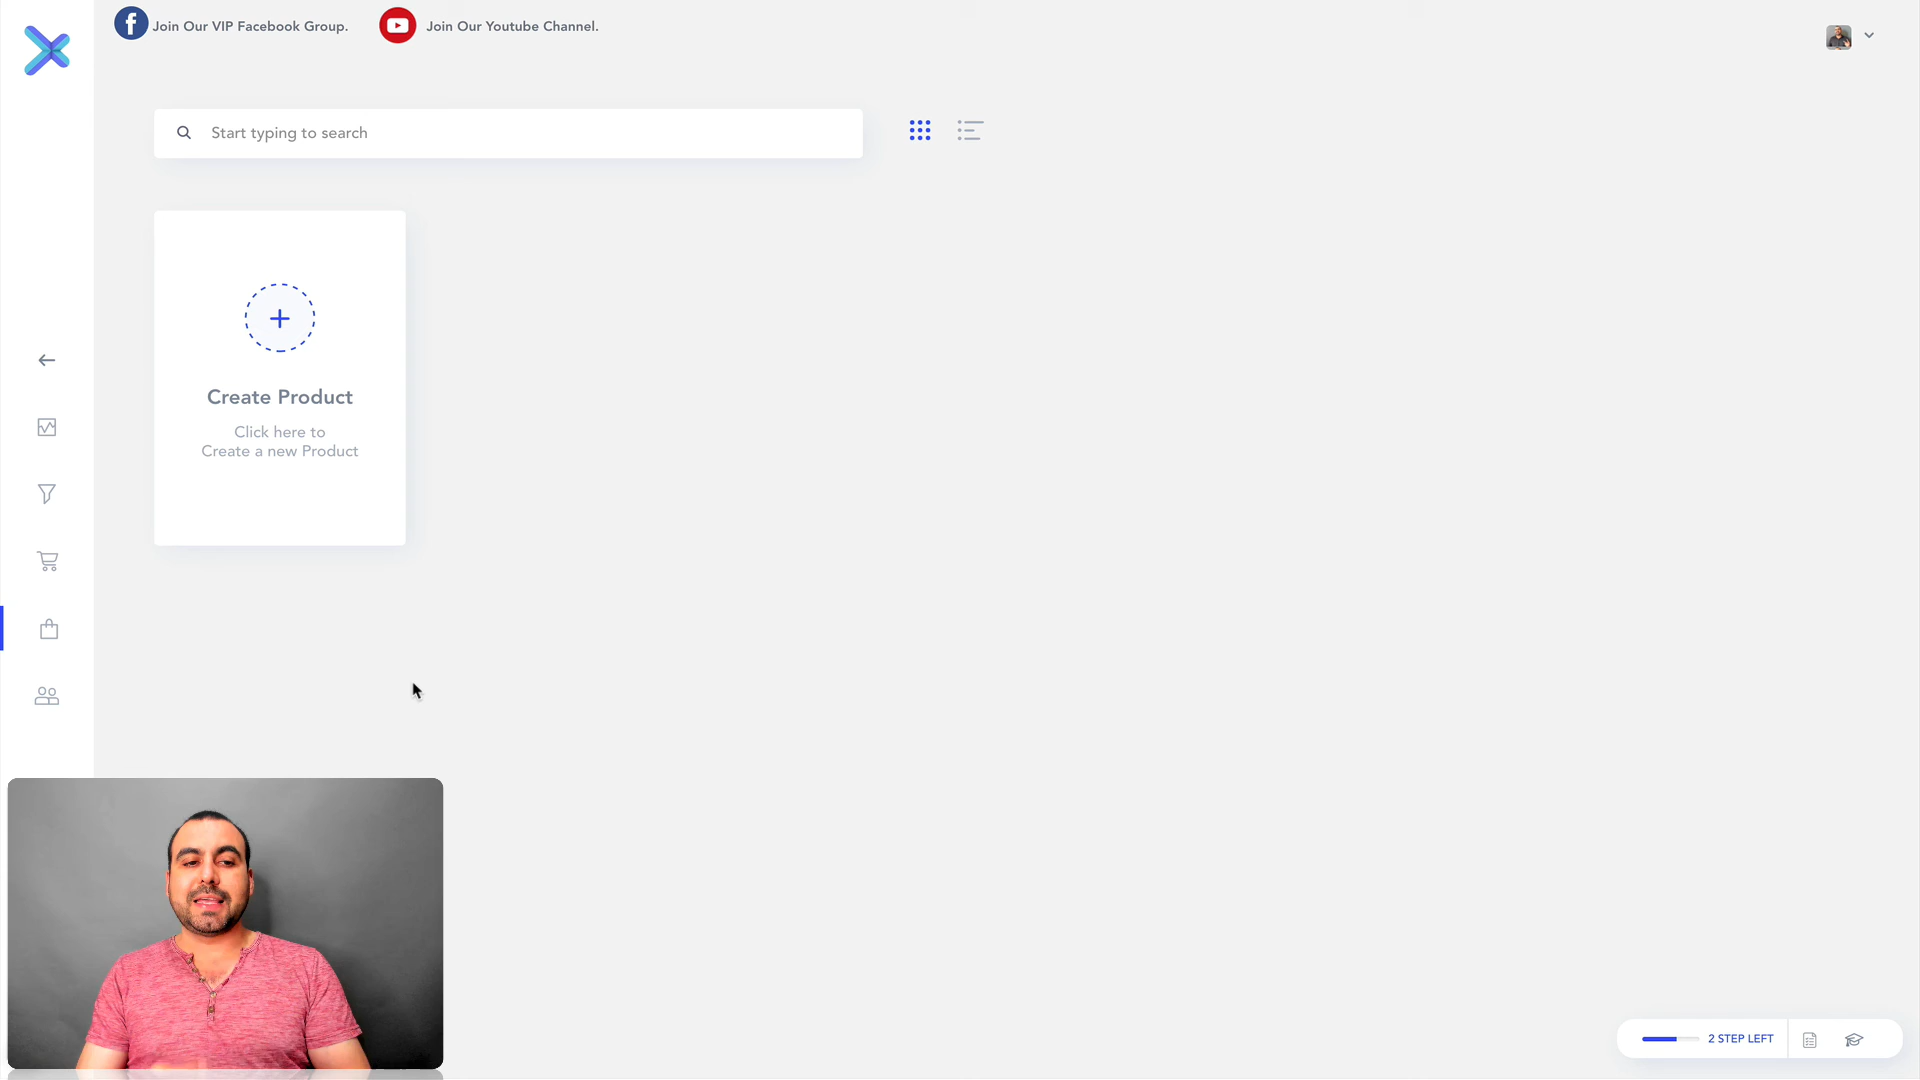 Join Our VIP Facebook Group.
Join Our Youtube Channel.
Start typing to search
Create Product
Click here to
Create a new Product
2 STEP LEFT